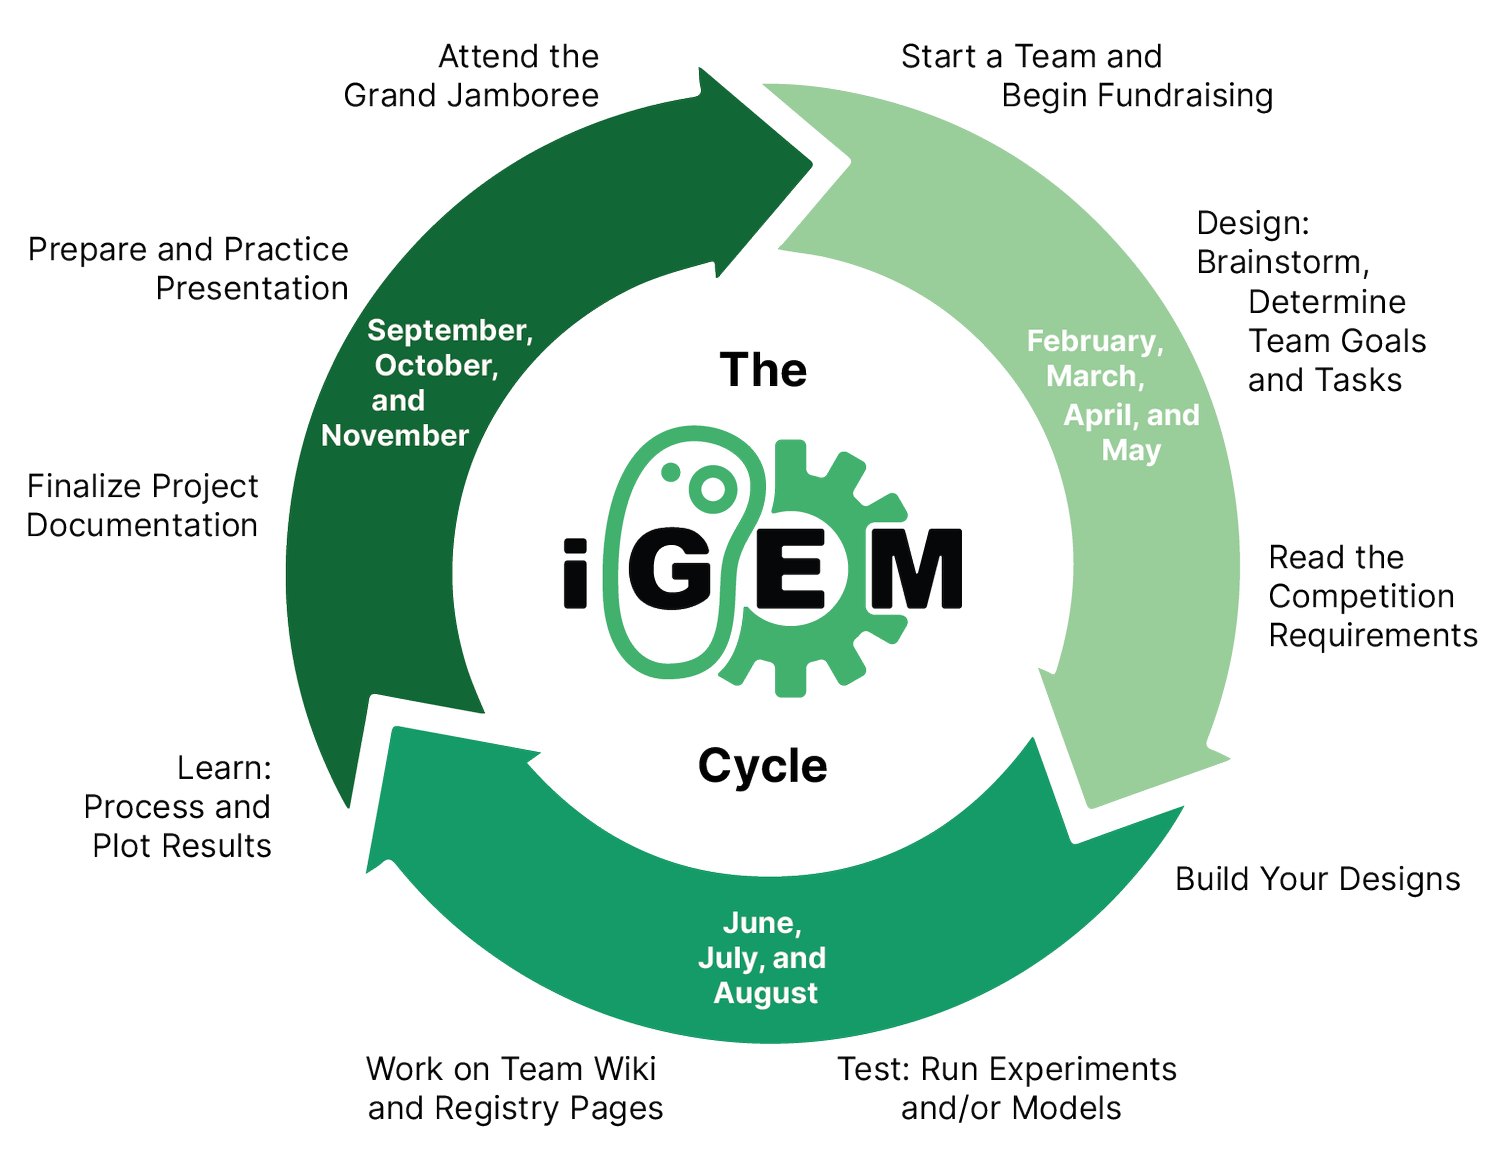 Attend the
Grand Jamboree
Start a Team and
Begin Fundraising
Design:
Brainstorm,
Determine
Team Goals
and Tasks
Read the
Competition
Requirements
Build Your Designs
Test: Run Experiments
and/or Models
Work on Team Wiki
and Registry Pages
Learn:
Process and
Plot Results
Finalize Project
Documentation
Prepare and Practice
Presentation
February,
March,
April, and
May
June,
July, and
August
September,
October,
and
November
The
iGEM
Cycle